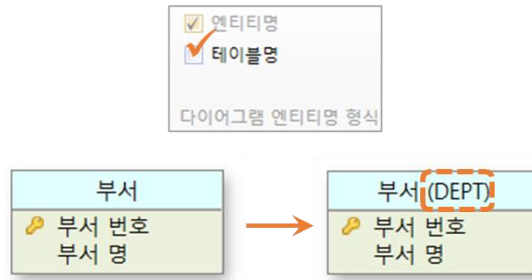 엔티티명
테이블명
다이어그램 엔티티명 형식
부서
부서 번호
부서 명
부서 (DEPT)
부서 번호
부서 명